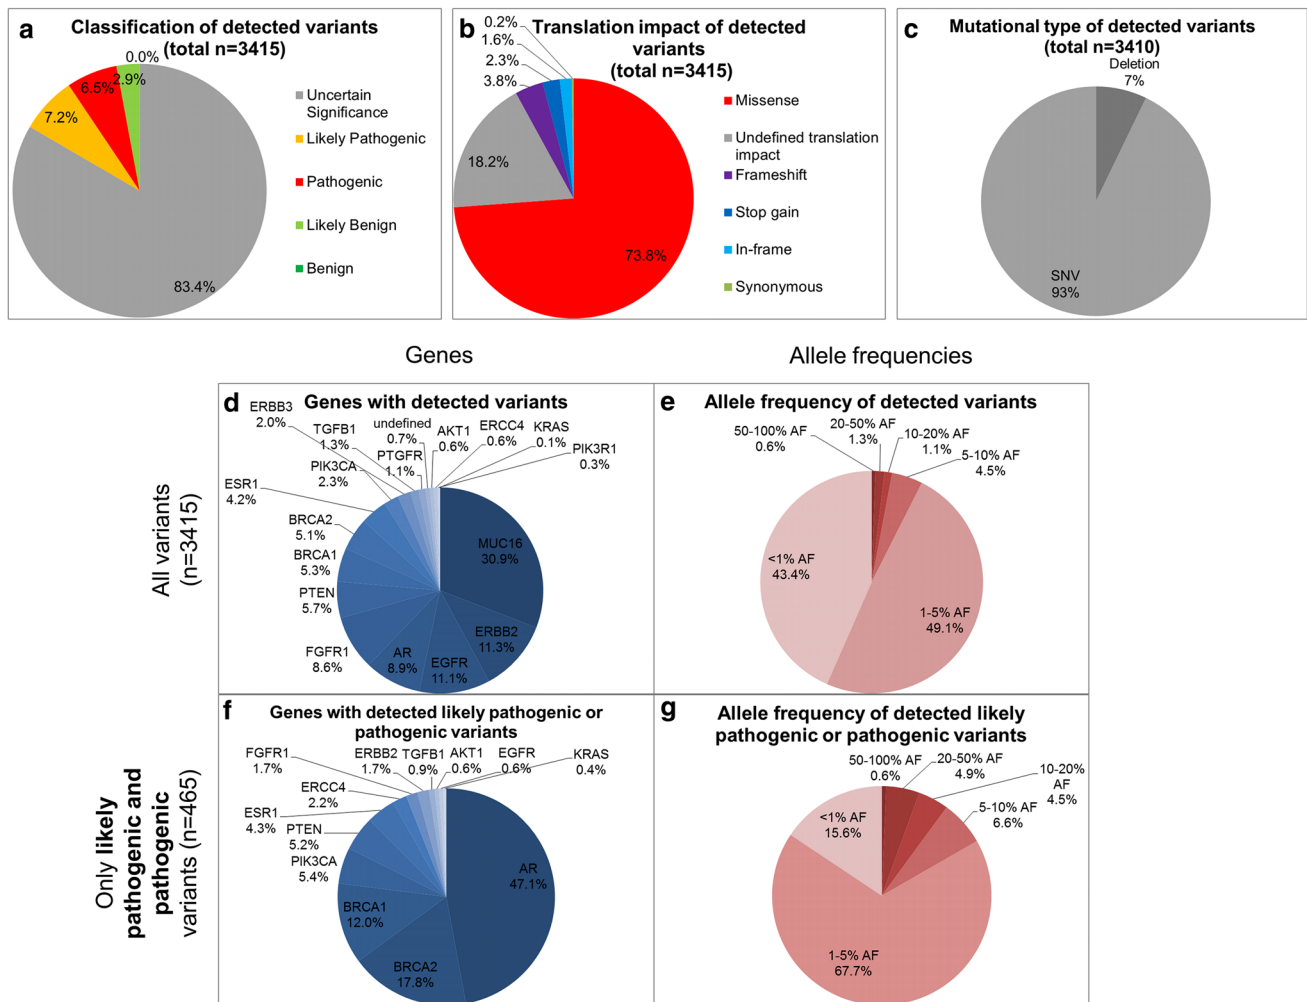 a
Classification of detected variants
(total n=3415)
0.0%
2.9%
6.5%
7.2%
83.4%
Uncertain
Significance
Likely Pathogenic
Pathogenic
Likely Benign
Benign
b
Translation impact of detected
variants
(total n=3415)
0.2%
1.6%
2.3%
3.8%
18.2%
73.8%
Missense
Undefined translation
impact
Frameshift
Stop gain
In-frame
Synonymous
c
Mutational type of detected variants
(total n=3410)
Deletion
7%
SNV
93%
Genes
Allele frequencies
All variants
(n=3415)
d
Genes with detected variants
ERBB3
2.0%
TGFB1
1.3%
undefined
0.7%
AKT1
0.6%
ERCC4
0.6%
KRAS
0.1%
PIK3R1
0.3%
PTGFR
1.1%
PIK3CA
2.3%
ESR1
4.2%
BRCA2
5.1%
BRCA1
5.3%
PTEN
5.7%
FGFR1
8.6%
AR
8.9%
EGFR
11.1%
ERBB2
11.3%
MUC16
30.9%
e
Allele frequency of detected variants
50-100% AF
0.6%
20-50% AF
1.3%
10-20% AF
1.1%
5-10% AF
4.5%
<1% AF
43.4%
1-5% AF
49.1%
Only likely
pathogenic and
pathogenic
variants (n=465)
f
Genes with detected likely pathogenic or
pathogenic variants
FGFR1
1.7%
ERBB2
1.7%
TGFB1
0.9%
AKT1
0.6%
EGFR
0.6%
KRAS
0.4%
ERCC4
2.2%
ESR1
4.3%
PTEN
5.2%
PIK3CA
5.4%
BRCA1
12.0%
BRCA2
17.8%
AR
47.1%
g
Allele frequency of detected likely
pathogenic or pathogenic variants
50-100% AF
0.6%
20-50% AF
4.9%
10-20%
AF
4.5%
5-10% AF
6.6%
<1% AF
15.6%
1-5% AF
67.7%